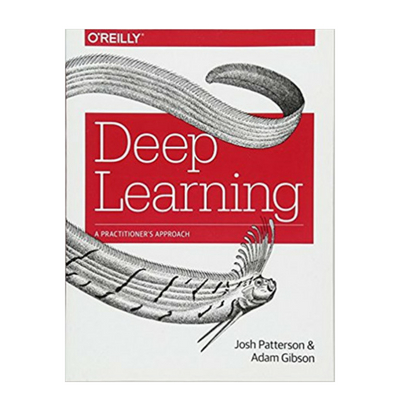 O'REILLY®
Deep
Learning
A PRACTITIONER'S APPROACH
Josh Patterson &
Adam Gibson